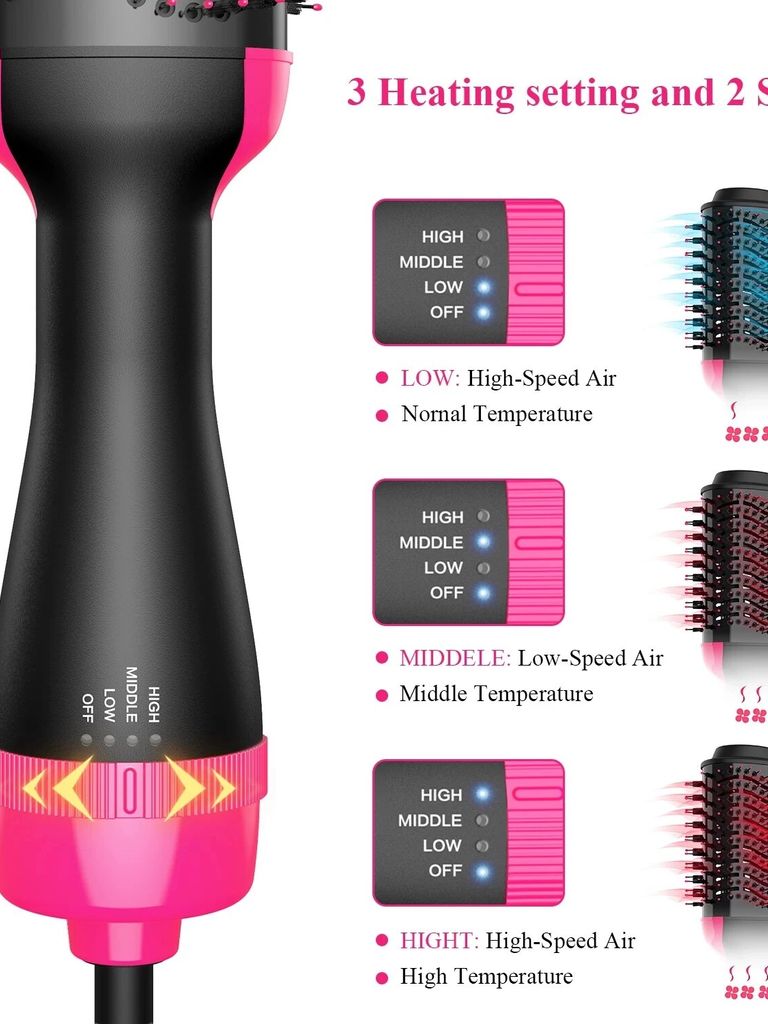 3 Heating setting and 2 S
HIGH
MIDDLE
LOW
OFF
LOW: High-Speed Air
Nornal Temperature
HIGH
MIDDLE
LOW
OFF
MIDDELE: Low-Speed Air
Middle Temperature
OFF
LOW
MIDDLE
HIGH
HIGH
MIDDLE
LOW
OFF
HIGHT: High-Speed Air
High Temperature